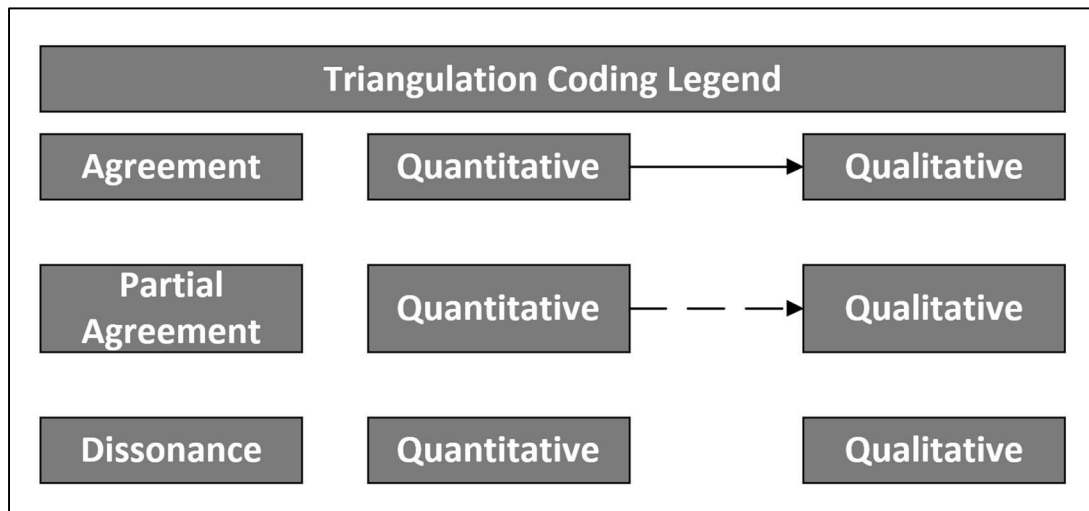 Triangulation Coding Legend
Agreement Quantitative Qualitative
Partial
Agreement
Quantitative Qualitative
Dissonance Quantitative Qualitative